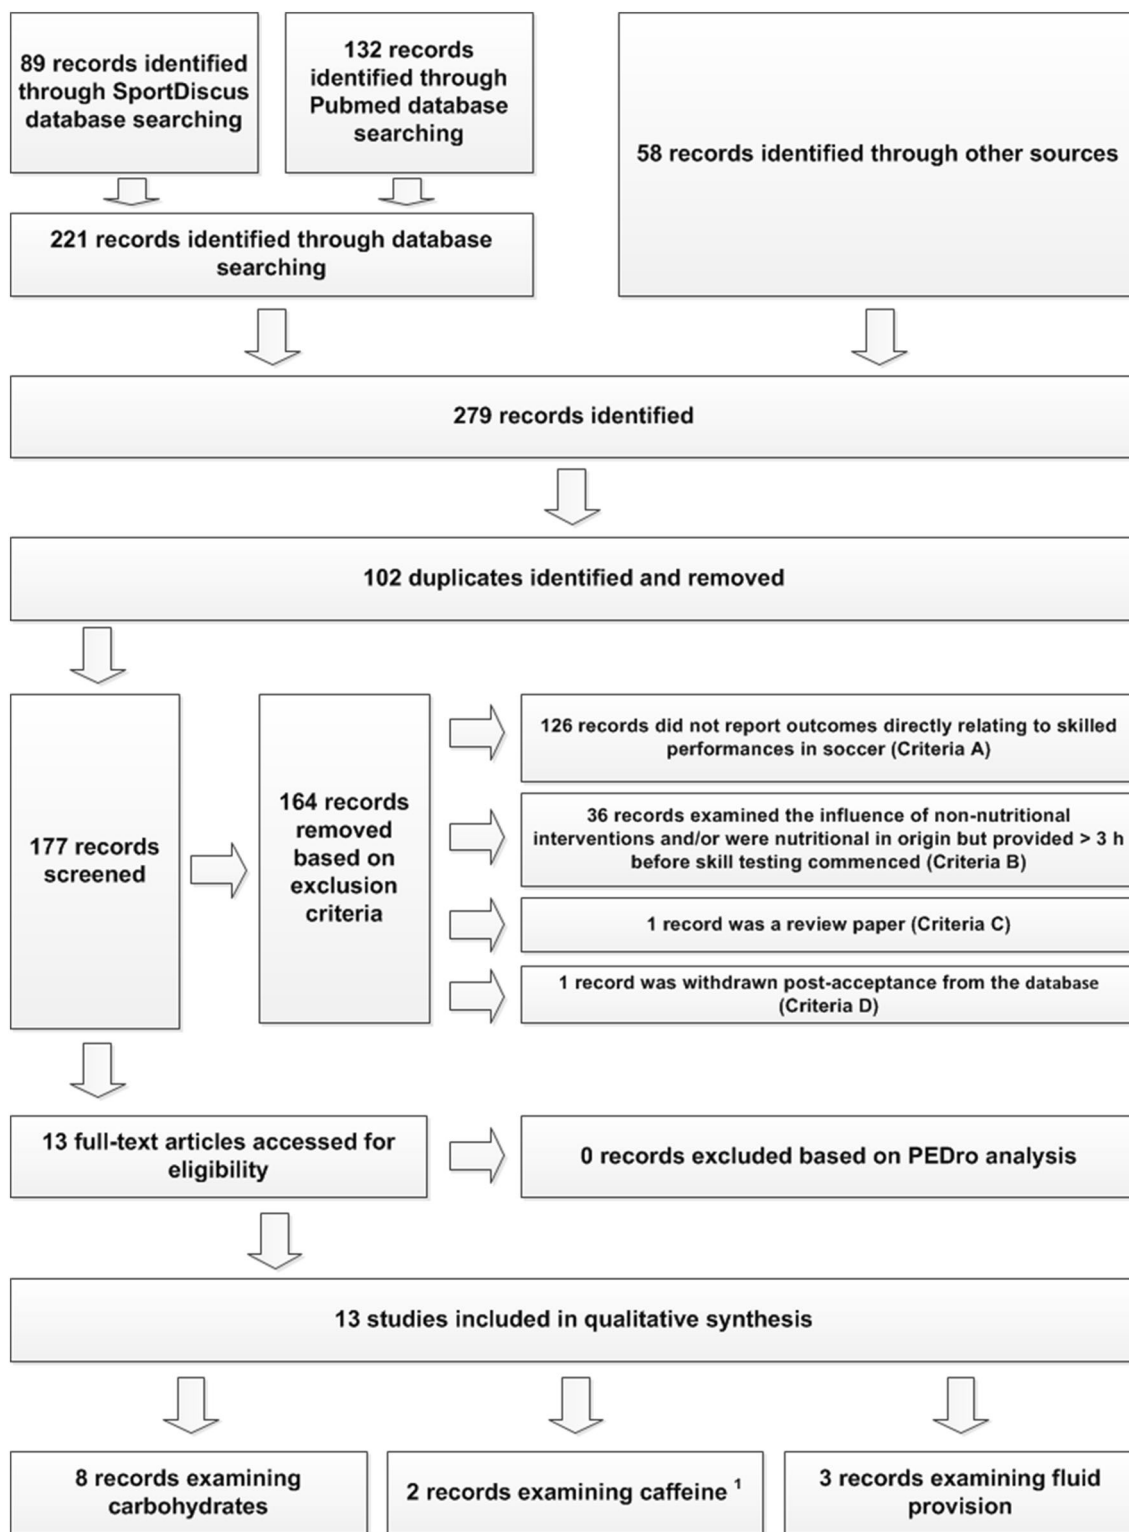 89 records identified
through SportDiscus
database searching
132 records
identified through
Pubmed database
searching
58 records identified through other sources
221 records identified through database
searching
279 records identified
102 duplicates identified and removed
177 records
screened
164 records
removed
based on
exclusion
criteria
126 records did not report outcomes directly relating to skilled
performances in soccer (Criteria A)
36 records examined the influence of non-nutritional
interventions and/or were nutritional in origin but provided > 3 h
before skill testing commenced (Criteria B)
1 record was a review paper (Criteria C)
1 record was withdrawn post-acceptance from the database
(Criteria D)
13 full-text articles accessed for
eligibility
0 records excluded based on PEDro analysis
13 studies included in qualitative synthesis
8 records examining
carbohydrates
2 records examining caffeine ¹
3 records examining fluid
provision